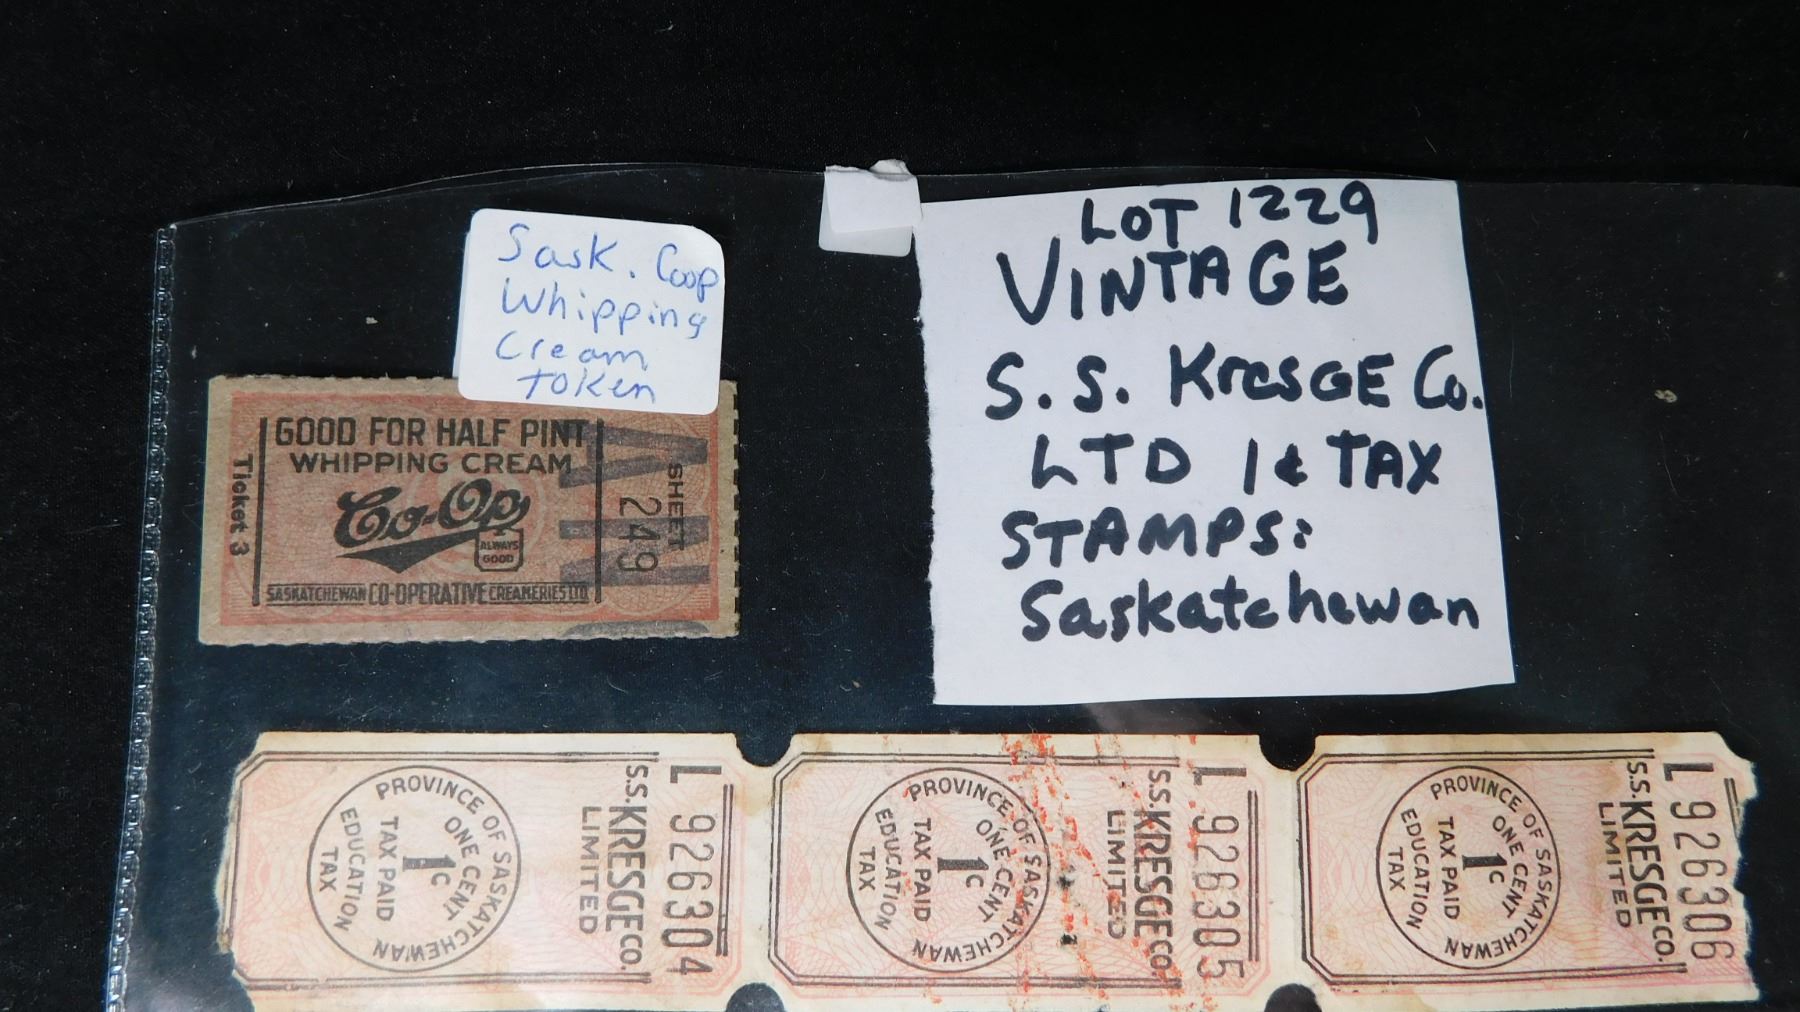 LOT 1229
VINTAGE
S.S. KresGE Co.
LTD 1¢ TAX
STAMPS:
Saskatchewan
Sask. Coop
Whipping
Cream
Token
GOOD FOR HALF PINT
WHIPPING CREAM
Co-Op
ALWAYS
GOOD
SASKATCHEWAN CO-OPERATIVE CREAMERIES LTD
Ticket 3
SHEET
249
PROVINCE OF SASKATCHEWAN
ONE CENT
1c
TAX PAID
EDUCATION
TAX
S.S. KRESGE CO.
LIMITED
L 926304
PROVINCE OF SASKATCHEWAN
ONE CENT
1c
TAX PAID
EDUCATION
TAX
S.S. KRESGE CO.
LIMITED
L 926305
PROVINCE OF SASKATCHEWAN
ONE CENT
1c
TAX PAID
EDUCATION
TAX
S.S. KRESGE CO.
LIMITED
L 926306